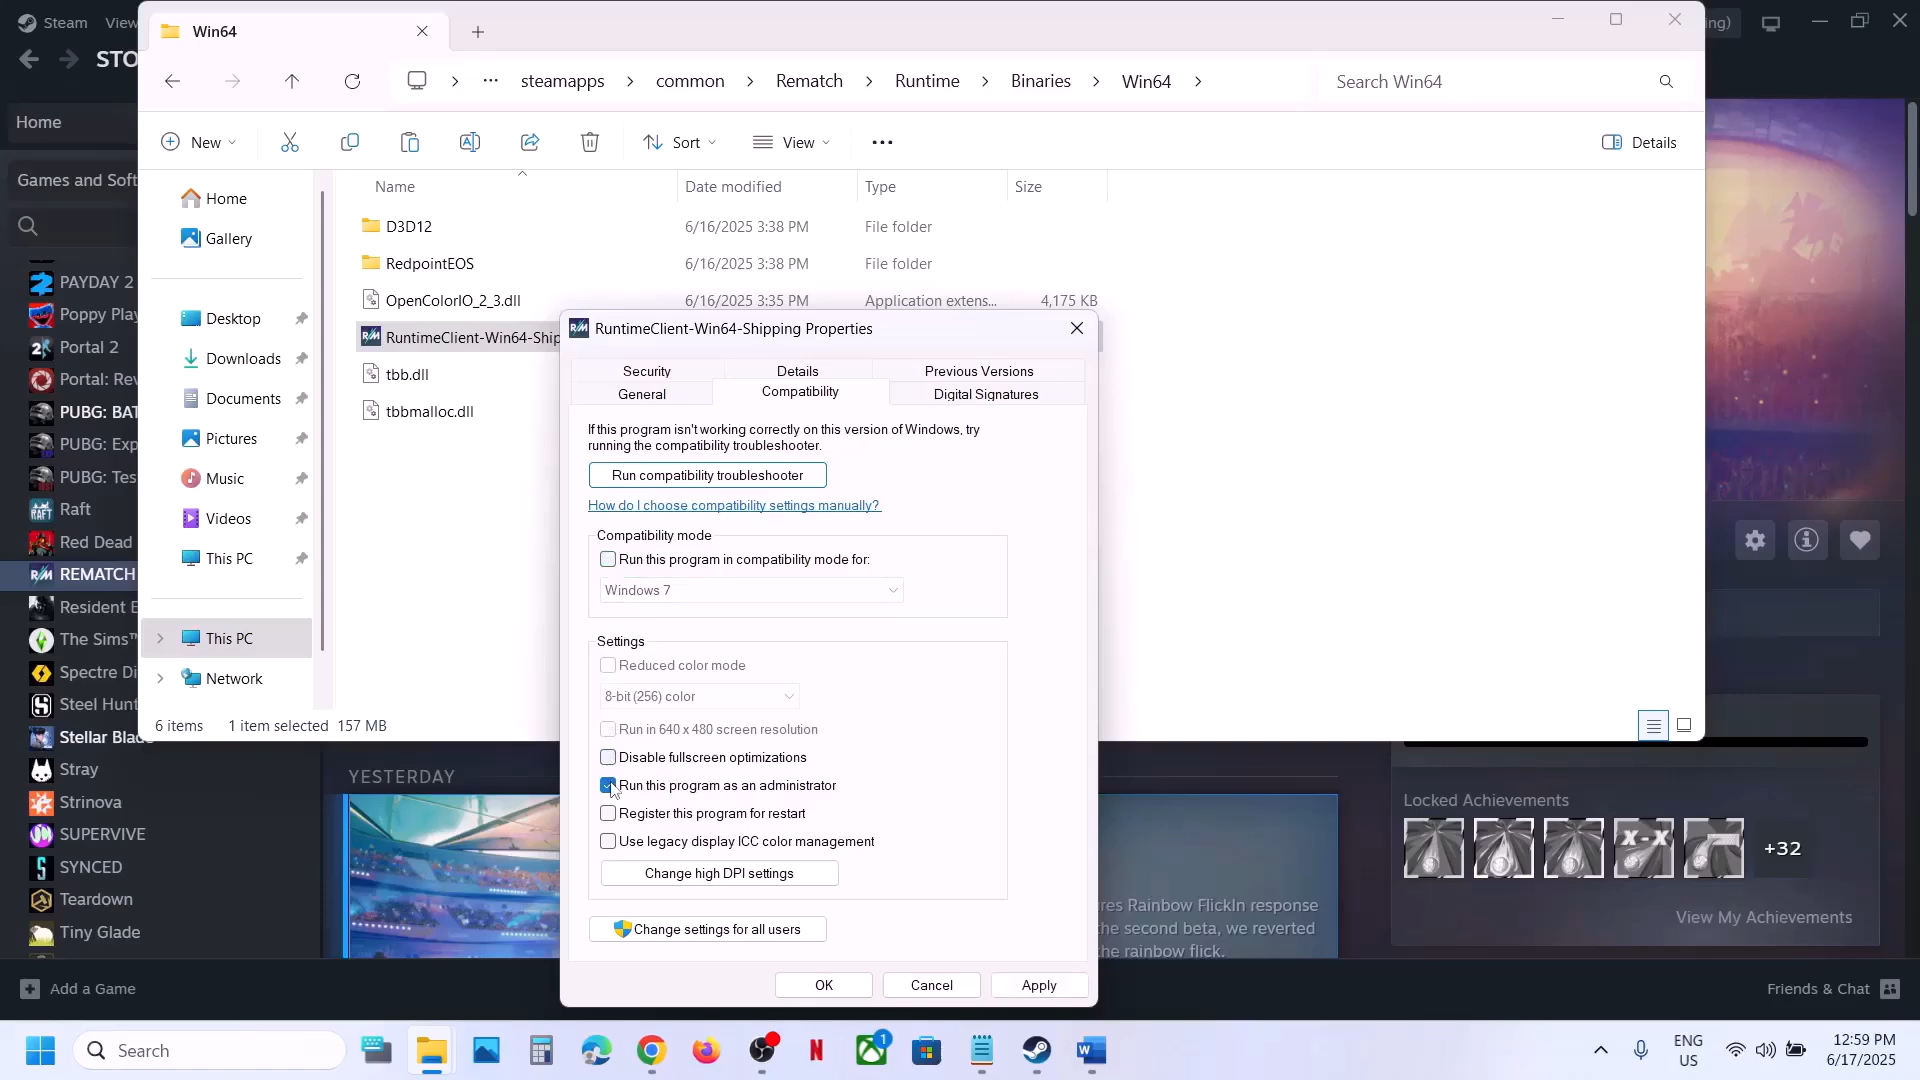 Steam
View
STO
Win64
ng)
steamapps
common
Rematch
Runtime
Binaries
Win64
Search Win64
New
Sort
View
Details
Home
Games and Soft
PAYDAY 2
Poppy Play
Portal 2
Portal: Rev
PUBG: BAT
PUBG: Exp
PUBG: Tes
Raft
Red Dead
REMATCH
Resident E
The Sims™
Spectre Di
Steel Hunt
Stellar Blade
Stray
Strinova
SUPERVIVE
SYNCED
Teardown
Tiny Glade
Add a Game
Home
Gallery
Desktop
Downloads
Documents
Pictures
Music
Videos
This PC
This PC
Network
6 items
1 item selected
157 MB
Name
Date modified
Type
Size
D3D12
6/16/2025 3:38 PM
File folder
RedpointEOS
6/16/2025 3:38 PM
File folder
OpenColorIO_2_3.dll
6/16/2025 3:35 PM
Application extens...
4,175 KB
RuntimeClient-Win64-Ship
tbb.dll
tbbmalloc.dll
RuntimeClient-Win64-Shipping Properties
Security
Details
Previous Versions
General
Compatibility
Digital Signatures
If this program isn't working correctly on this version of Windows, try
running the compatibility troubleshooter.
Run compatibility troubleshooter
How do I choose compatibility settings manually?
Compatibility mode
Run this program in compatibility mode for:
Windows 7
Settings
Reduced color mode
8-bit (256) color
Run in 640 x 480 screen resolution
Disable fullscreen optimizations
Run this program as an administrator
Register this program for restart
Use legacy display ICC color management
Change high DPI settings
Change settings for all users
OK
Cancel
Apply
YESTERDAY
res Rainbow FlickIn response
he second beta, we reverted
he rainbow flick.
Locked Achievements
+32
View My Achievements
Friends & Chat
Search
1
ENG
US
12:59 PM
6/17/2025